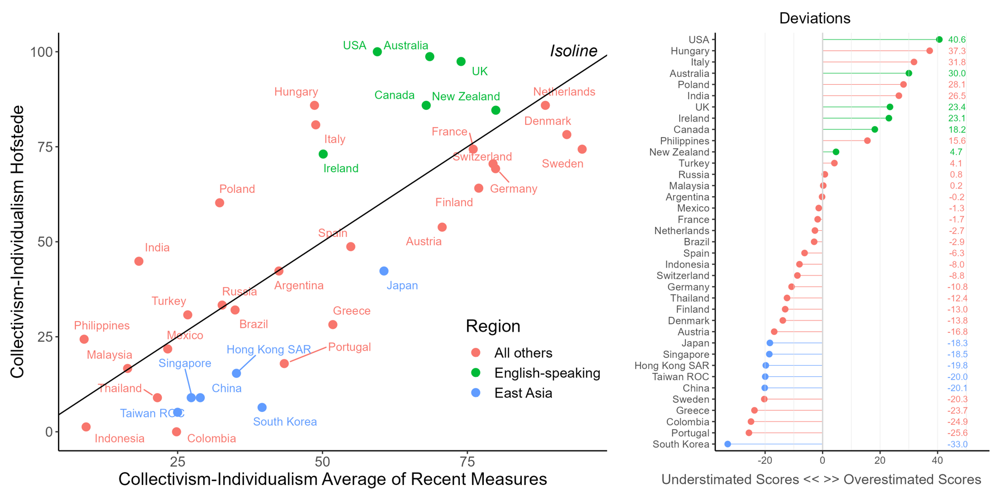 Deviations
Collectivism-Individualism Hofstede
100
75
50
25
0
USA
Australia
Isoline
UK
Hungary
Canada
New Zealand
Netherlands
Denmark
France
Italy
Switzerland
Sweden
Ireland
Germany
Poland
Finland
Spain
Austria
India
Argentina
Japan
Russia
Turkey
Greece
Brazil
Philippines
Mexico
Hong Kong SAR
Portugal
Malaysia
Singapore
Thailand
China
Taiwan ROC
South Korea
Indonesia
Colombia
Region
All others
English-speaking
East Asia
25
50
75
Collectivism-Individualism Average of Recent Measures
USA 40.6
Hungary 37.3
Italy 31.8
Australia 30.0
Poland 28.1
India 26.5
UK 23.4
Ireland 23.1
Canada 18.2
Philippines 15.6
New Zealand 4.7
Turkey 4.1
Russia 0.8
Malaysia 0.2
Argentina -0.2
Mexico -1.3
France -1.7
Netherlands -2.7
Brazil -2.9
Spain -6.3
Indonesia -8.0
Switzerland -8.8
Germany -10.8
Thailand -12.4
Finland -13.0
Denmark -13.8
Austria -16.8
Japan -18.3
Singapore -18.5
Hong Kong SAR -19.8
Taiwan ROC -20.0
China -20.1
Sweden -20.3
Greece -23.7
Colombia -24.9
Portugal -25.6
South Korea -33.0
-20
0
20
40
Understimated Scores << >> Overestimated Scores